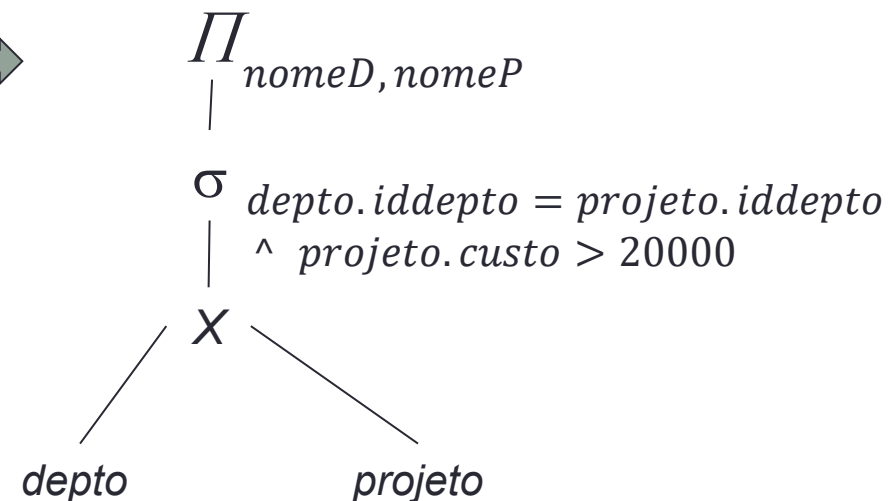 Π nomeD, nomeP
σ depto. iddepto = projeto. iddepto
^ projeto. custo > 20000
X
depto projeto